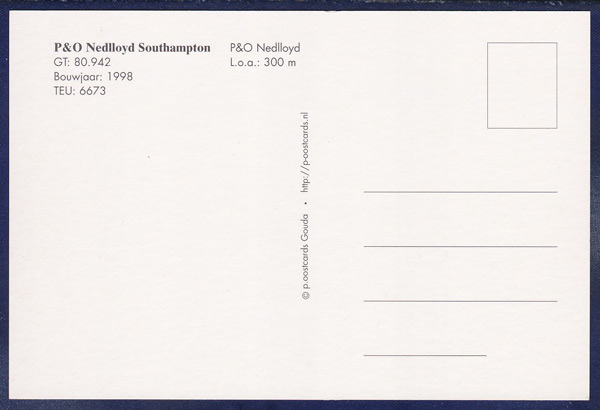 P&O Nedlloyd Southampton
GT: 80.942
Bouwjaar: 1998
TEU: 6673
P&O Nedlloyd
L.o.a.: 300 m
© p.oostcards Gouda • http://p-oostcards.nl